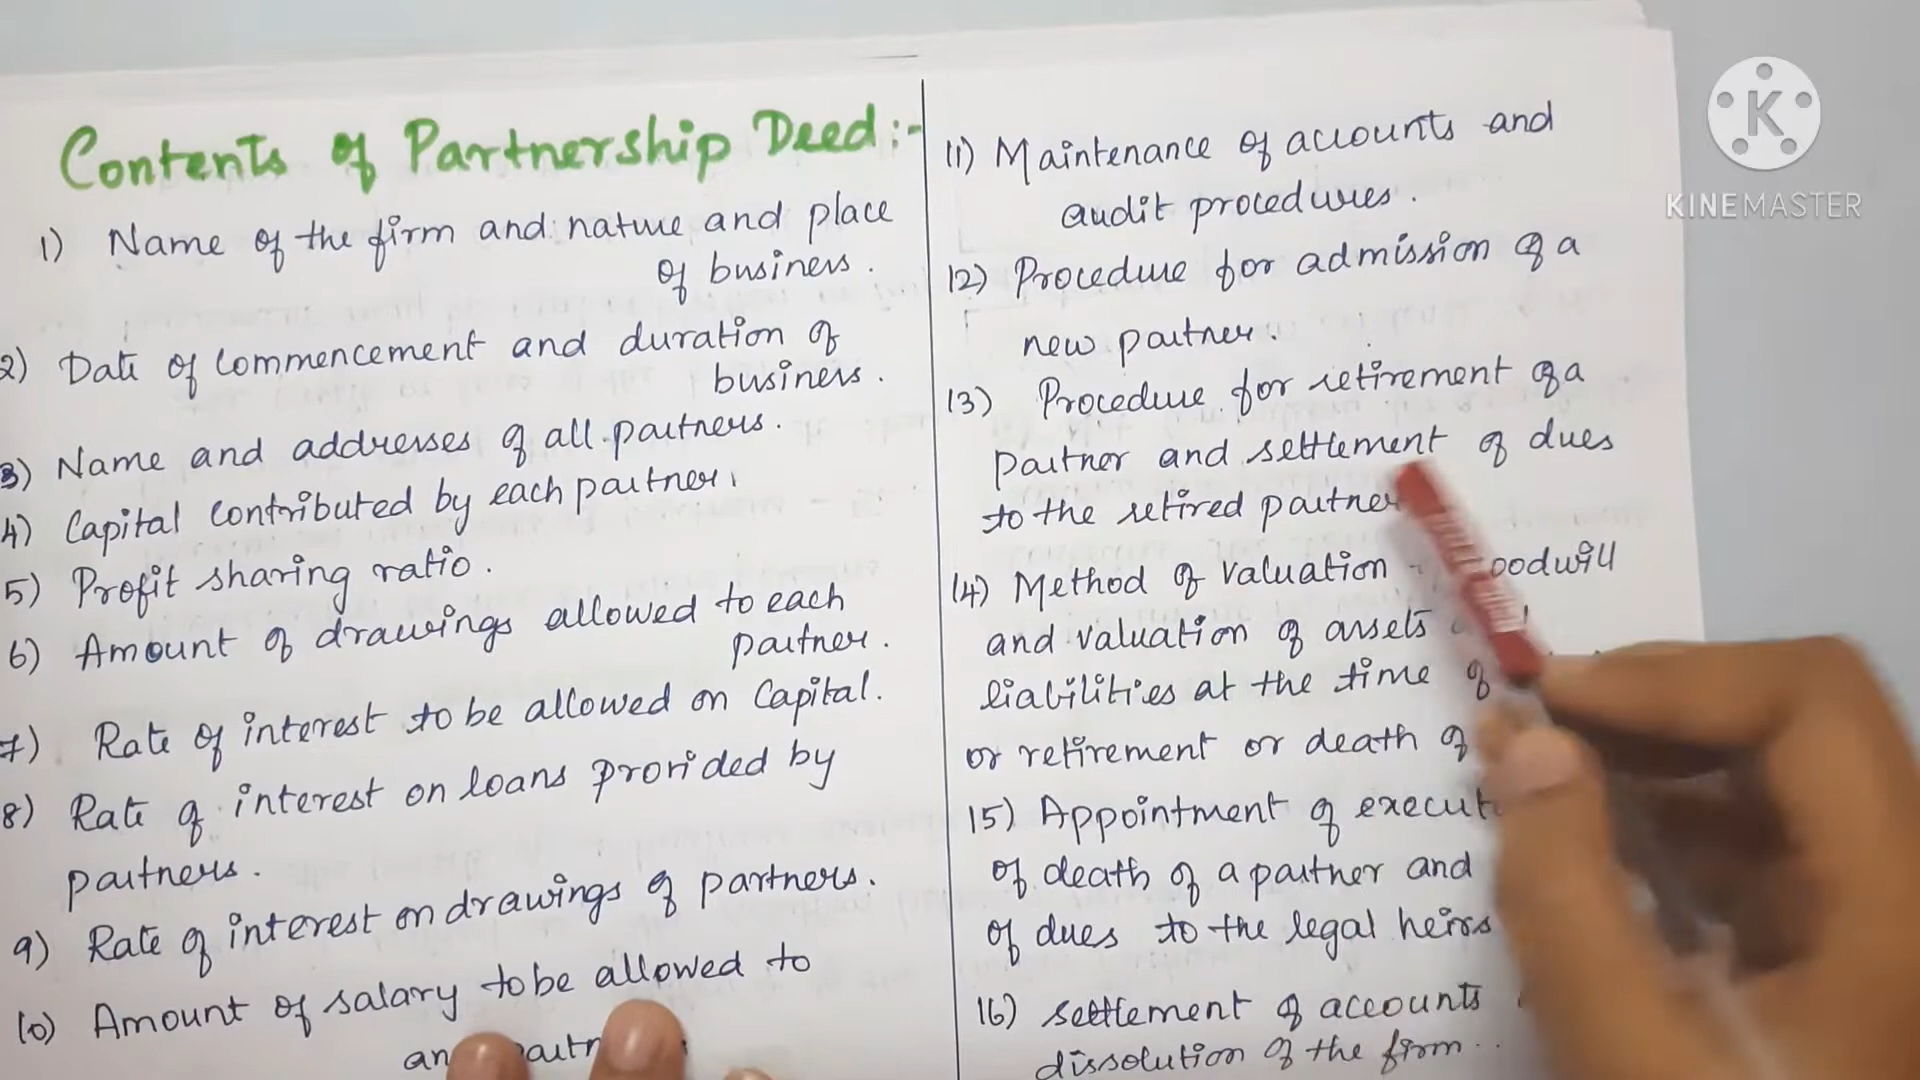 Contents of Partnership Deed :-
1) Name of the firm and nature and place
of business.
2) Date of commencement and duration of
business.
3) Name and addresses of all partners.
4) Capital contributed by each partner.
5) Profit sharing ratio.
6) Amount of drawings allowed to each
partner.
7) Rate of interest to be allowed on Capital.
8) Rate of interest on loans provided by
partners.
9) Rate of interest on drawings of partners.
10) Amount of salary to be allowed to
11) Maintenance of accounts and
audit procedures.
12) Procedure for admission of a
new partner.
13) Procedure for retirement of a
partner and settlement of dues
to the retired partner
14) Method of valuation
and valuation of assets
liabilities at the time of
or retirement or death of
15) Appointment of
of death of a partner and
of dues to the legal heirs
16) settlement of accounts
dissolution of the firm..
KINEMASTER